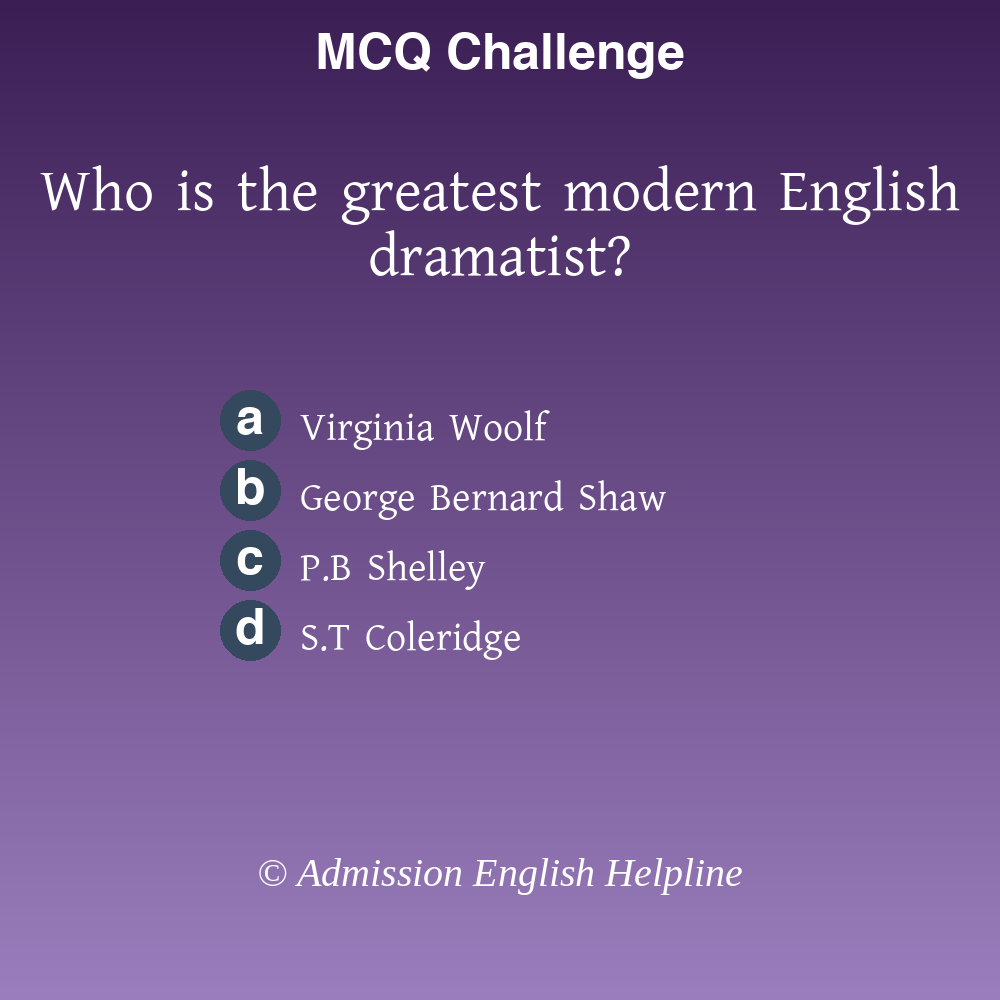 MCQ Challenge
Who is the greatest modern English
dramatist?
a Virginia Woolf
b George Bernard Shaw
c P.B Shelley
d S.T Coleridge
© Admission English Helpline